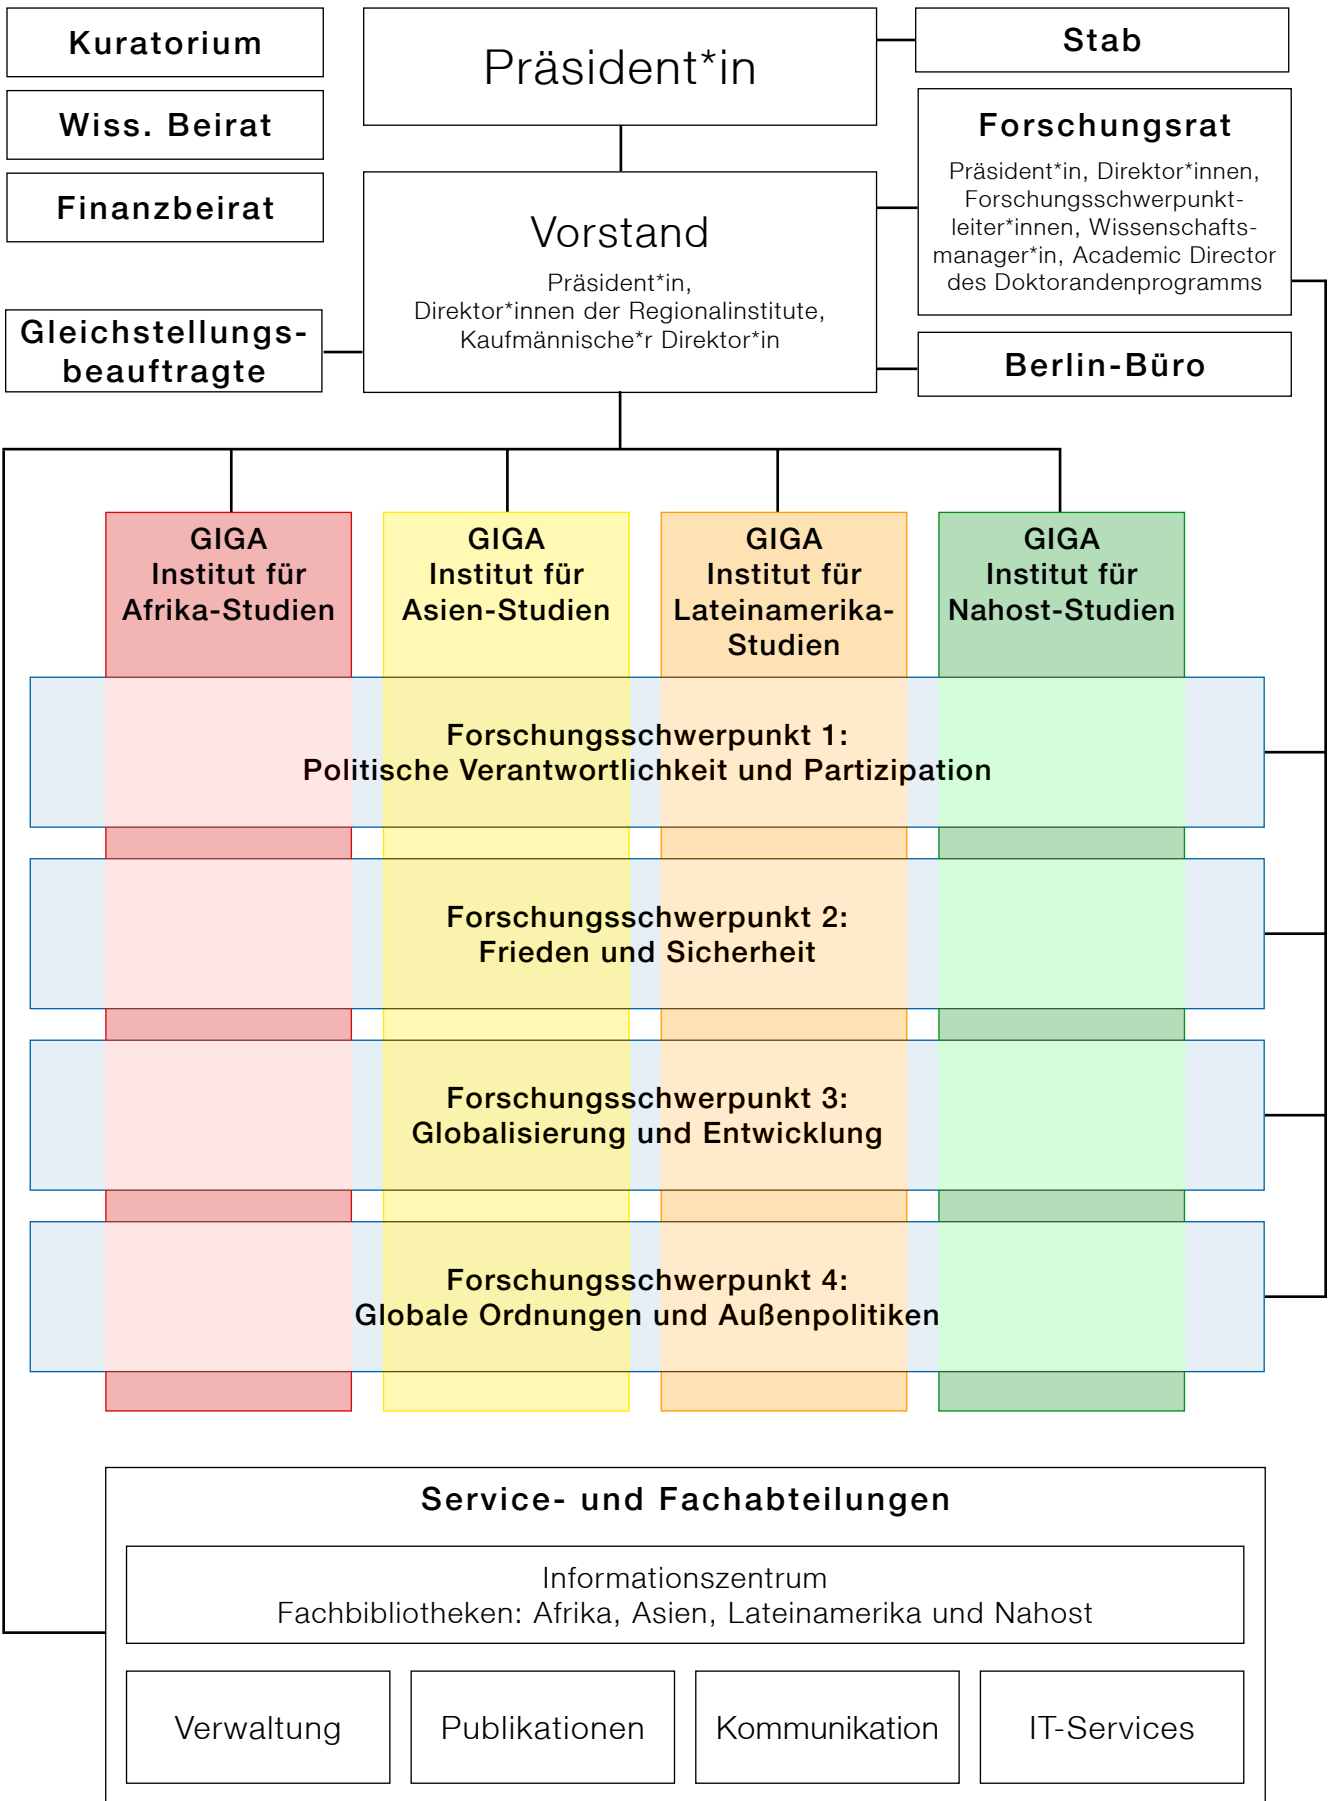 Kuratorium
Wiss. Beirat
Finanzbeirat
Gleichstellungs-
beauftragte
Präsident*in
Vorstand
Präsident*in,
Direktor*innen der Regionalinstitute,
Kaufmännische*r Direktor*in
Stab
Forschungsrat
Präsident*in, Direktor*innen,
Forschungsschwerpunkt-
leiter*innen, Wissenschafts-
manager*in, Academic Director
des Doktorandenprogramms
Berlin-Büro
GIGA
Institut für
Afrika-Studien
GIGA
Institut für
Asien-Studien
GIGA
Institut für
Lateinamerika-
Studien
GIGA
Institut für
Nahost-Studien
Forschungsschwerpunkt 1:
Politische Verantwortlichkeit und Partizipation
Forschungsschwerpunkt 2:
Frieden und Sicherheit
Forschungsschwerpunkt 3:
Globalisierung und Entwicklung
Forschungsschwerpunkt 4:
Globale Ordnungen und Außenpolitiken
Service- und Fachabteilungen
Informationszentrum
Fachbibliotheken: Afrika, Asien, Lateinamerika und Nahost
Verwaltung
Publikationen
Kommunikation
IT-Services